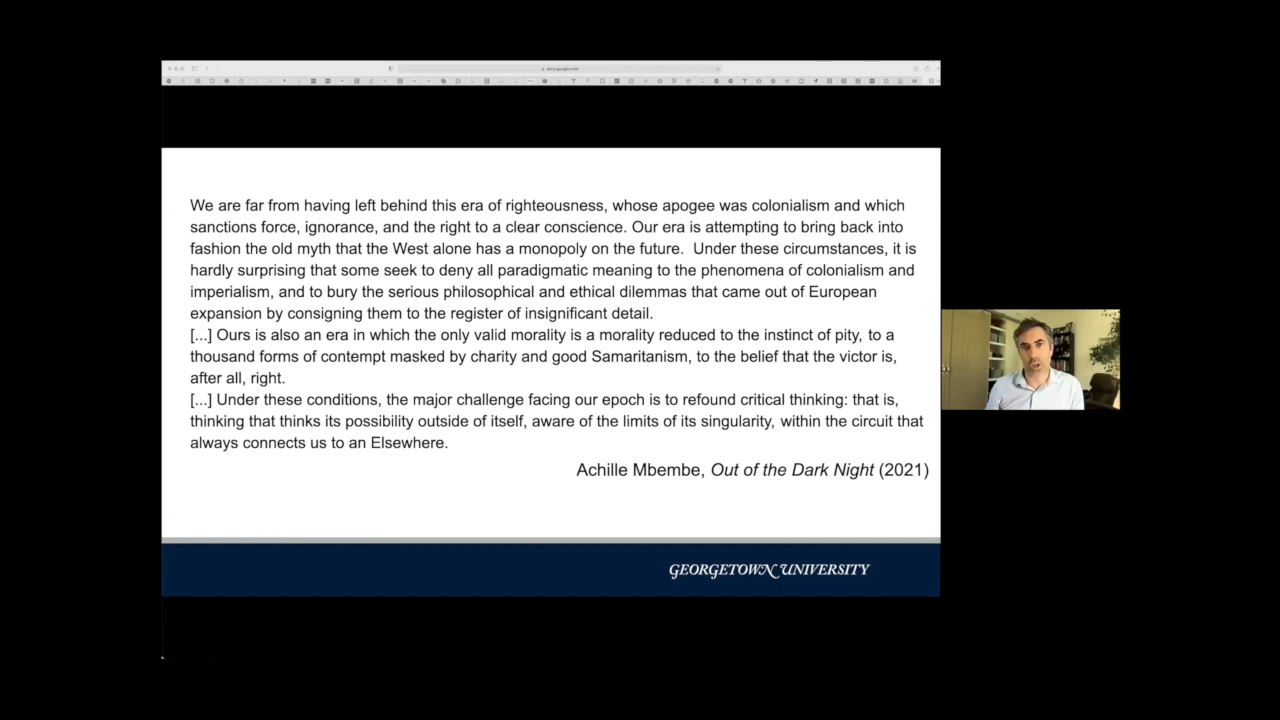 docs.google.com
We are far from having left behind this era of righteousness, whose apogee was colonialism and which
sanctions force, ignorance, and the right to a clear conscience. Our era is attempting to bring back into
fashion the old myth that the West alone has a monopoly on the future.  Under these circumstances, it is
hardly surprising that some seek to deny all paradigmatic meaning to the phenomena of colonialism and
imperialism, and to bury the serious philosophical and ethical dilemmas that came out of European
expansion by consigning them to the register of insignificant detail.
[...] Ours is also an era in which the only valid morality is a morality reduced to the instinct of pity, to a
thousand forms of contempt masked by charity and good Samaritanism, to the belief that the victor is,
after all, right.
[...] Under these conditions, the major challenge facing our epoch is to refound critical thinking: that is,
thinking that thinks its possibility outside of itself, aware of the limits of its singularity, within the circuit that
always connects us to an Elsewhere.
Achille Mbembe, Out of the Dark Night (2021)
GEORGETOWN UNIVERSITY